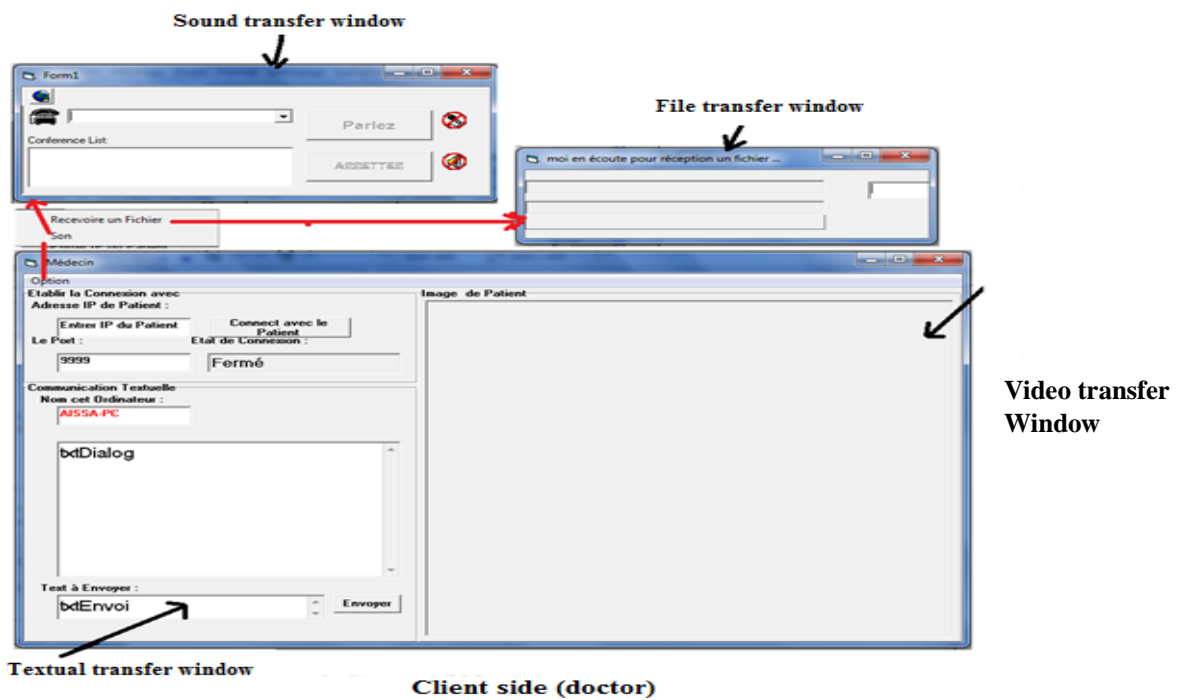 Sound transfer window
Form1
Parlez
Conference List:
ARRETTER
File transfer window
moi en écoute pour réception un fichier ...
Recevoire un Fichier
Son
Médecin
Option
Etablir la Connexion avec
Adresse IP de Patient :
Entrer IP du Patient
Connect avec le
Patient
Le Port :
Etat de Connexion :
9999
Fermé
Communication Textuelle
Nom cet Ordinateur :
AISSA-PC
txtDialog
Text à Envoyer :
txtEnvoi
Envoyer
Image de Patient
Video transfer
Window
Textual transfer window
Client side (doctor)